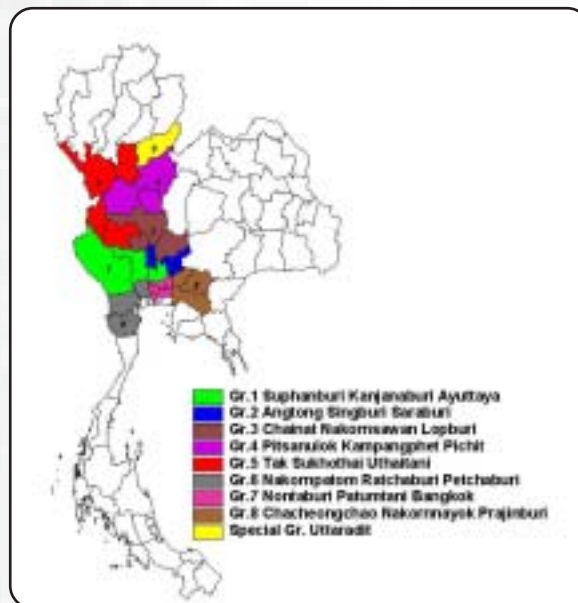 Gr.1 Suphanburi Kanjanaburi Ayuttaya
Gr.2 Angtong Singburi Saraburi
Gr.3 Chainat Nakornsawan Lopburi
Gr.4 Pitsanulok Kampangphet Pichit
Gr.5 Tak Sukhothai Uthaitani
Gr.6 Nakornpatom Ratchaburi Petchaburi
Gr.7 Nontaburi Patumtani Bangkok
Gr.8 Chacheongchao Nakornnayok Prajinburi
Special Gr. Uttaradit